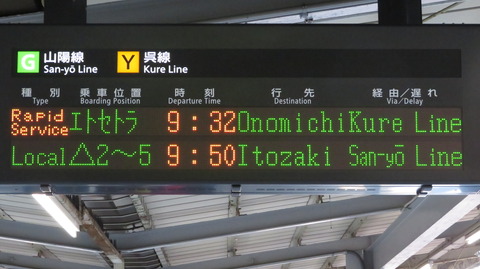 G 山陽線 San-yō Line Y 呉線 Kure Line
種別 乗車位置 時刻 行先 経由/遅れ
Type Boarding Position Departure Time Destination Via/Delay
Rapid Service エトセトラ 9:32 Onomichi Kure Line
Local △2～5 9:50 Itozaki San-yō Line